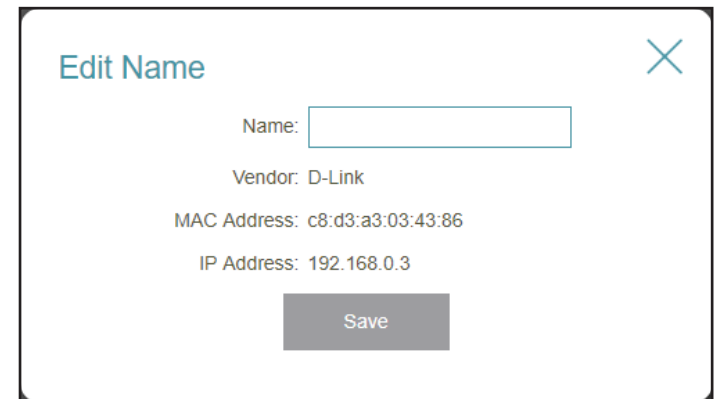 Edit Name
Name:
Vendor: D-Link
MAC Address: c8:d3:a3:03:43:86
IP Address: 192.168.0.3
Save